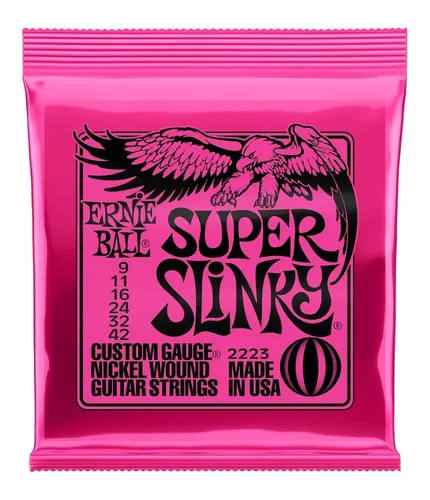 ERNIE
BALL®
SUPER
SLINKY®
9
11
16
24
32
42
CUSTOM GAUGE® 2223
NICKEL WOUND MADE
GUITAR STRINGS IN USA